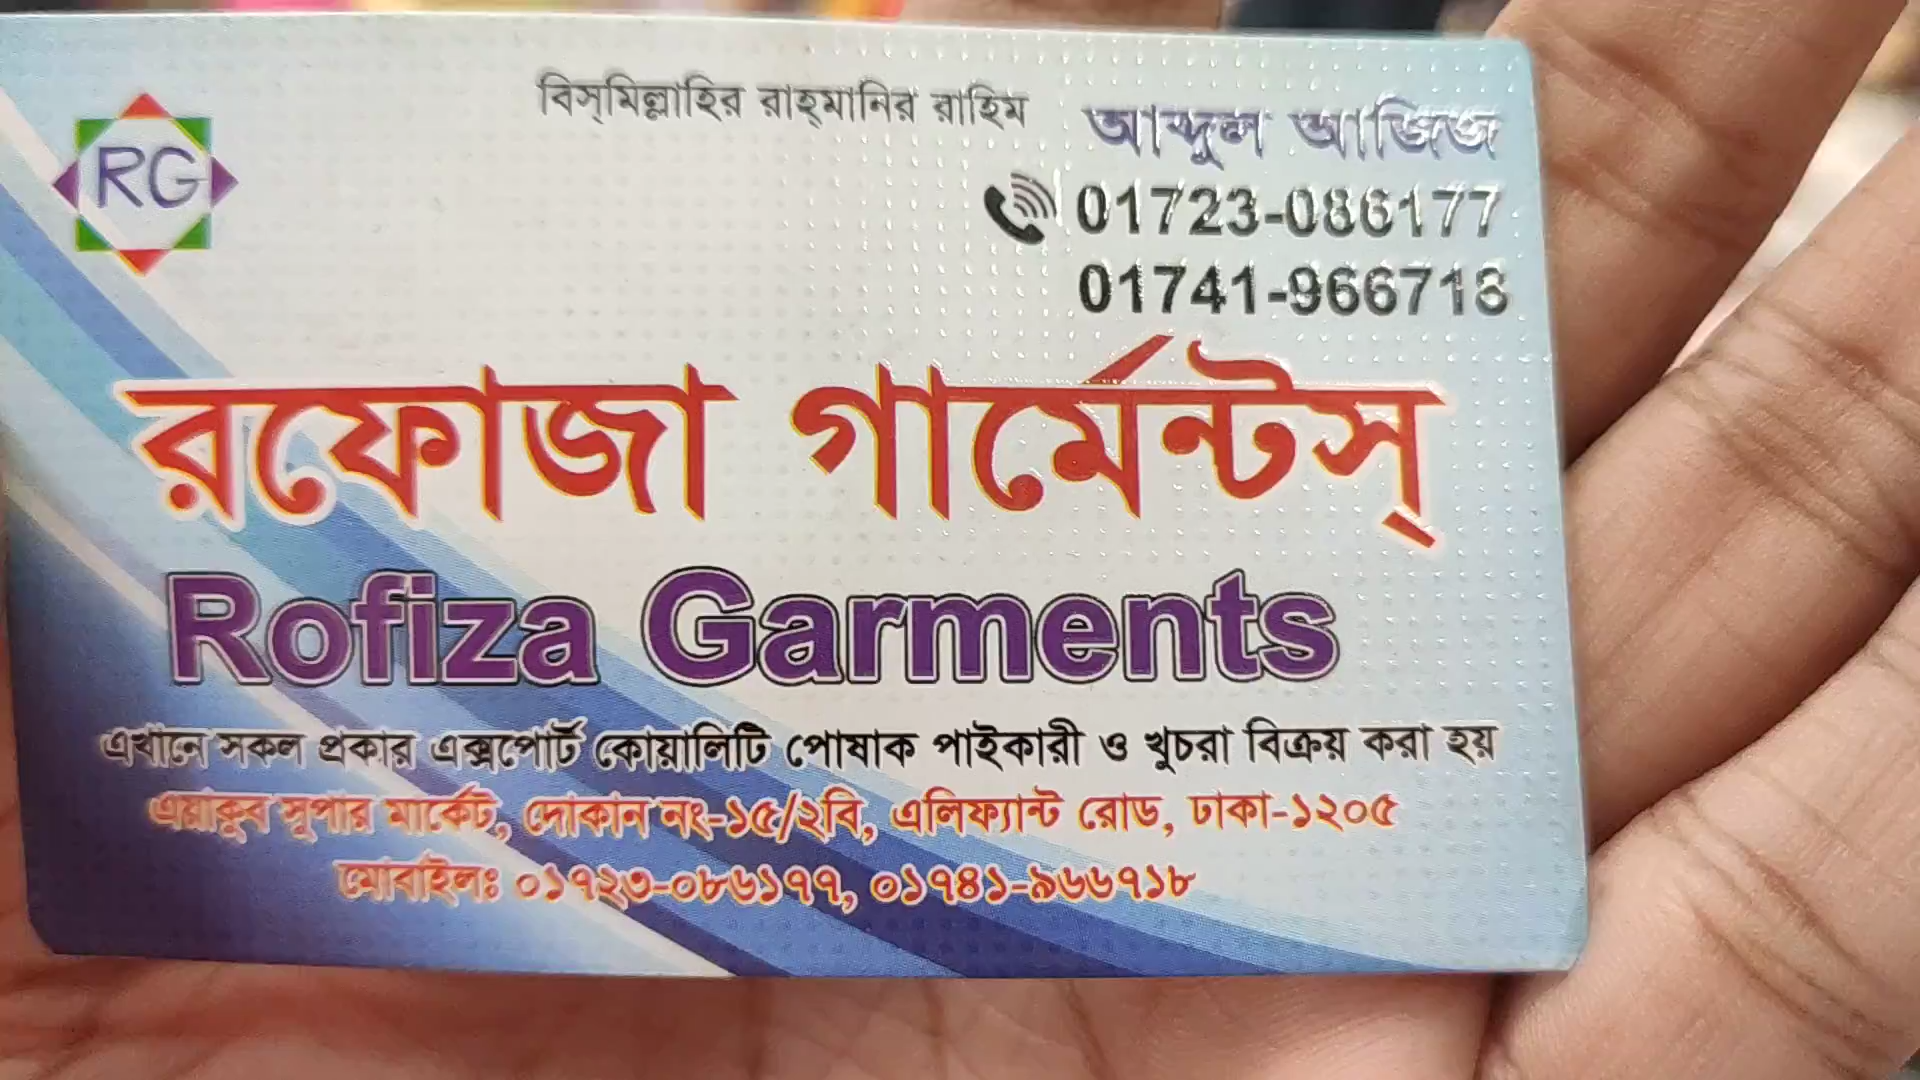 বিস্‌মিল্লাহির রাহ্‌মানির রাহিম
RG
আব্দুল আজিজ
01723-086177
01741-966718
রফেজা গার্মেন্টস্
Rofiza Garments
এখানে সকল প্রকার এক্সপোর্ট কোয়ালিটি পোষাক পাইকারী ও খুচরা বিক্রয় করা হয়
এয়াকুব সুপার মার্কেট, দোকান নং-১৫/২বি, এলিফ্যান্ট রোড, ঢাকা-১২০৫
মোবাইলঃ ০১৭২৩-০৮৬১৭৭, ০১৭৪১-৯৬৬৭১৮